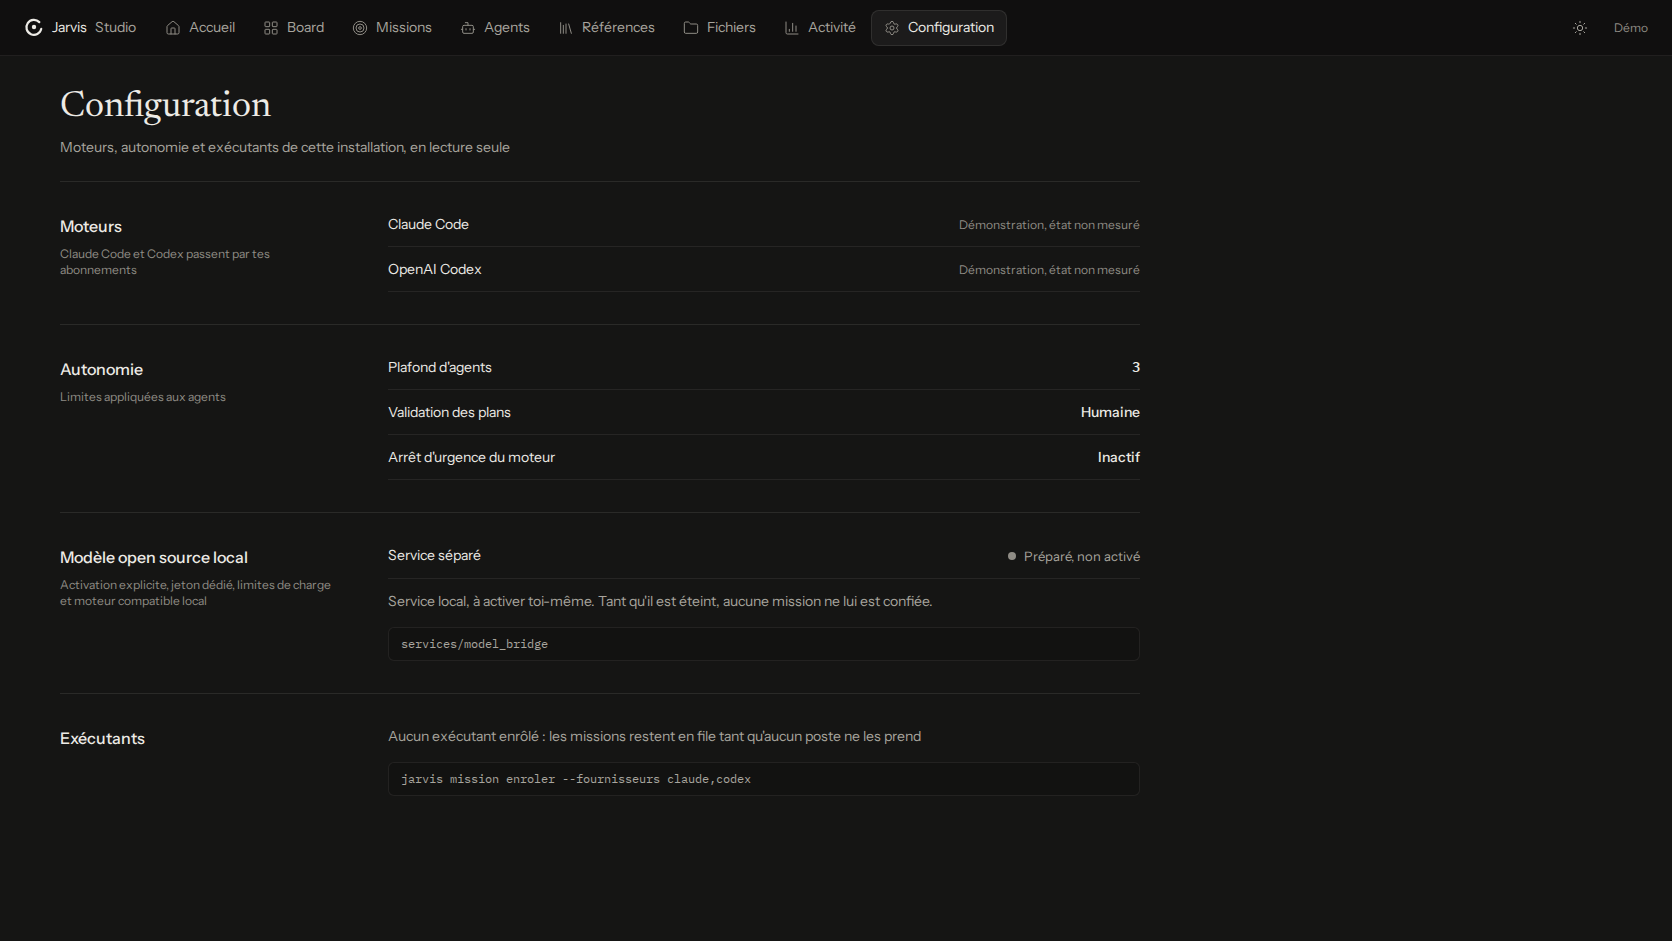 Jarvis Studio Accueil Board Missions Agents Références Fichiers Activité Configuration Démo
Configuration
Moteurs, autonomie et exécutants de cette installation, en lecture seule
Moteurs
Claude Code et Codex passent par tes
abonnements
Claude Code Démonstration, état non mesuré
OpenAI Codex Démonstration, état non mesuré
Autonomie
Limites appliquées aux agents
Plafond d'agents 3
Validation des plans Humaine
Arrêt d'urgence du moteur Inactif
Modèle open source local
Activation explicite, jeton dédié, limites de charge
et moteur compatible local
Service séparé Préparé, non activé
Service local, à activer toi-même. Tant qu'il est éteint, aucune mission ne lui est confiée.
services/model_bridge
Exécutants
Aucun exécutant enrôlé : les missions restent en file tant qu'aucun poste ne les prend
jarvis mission enroler --fournisseurs claude,codex